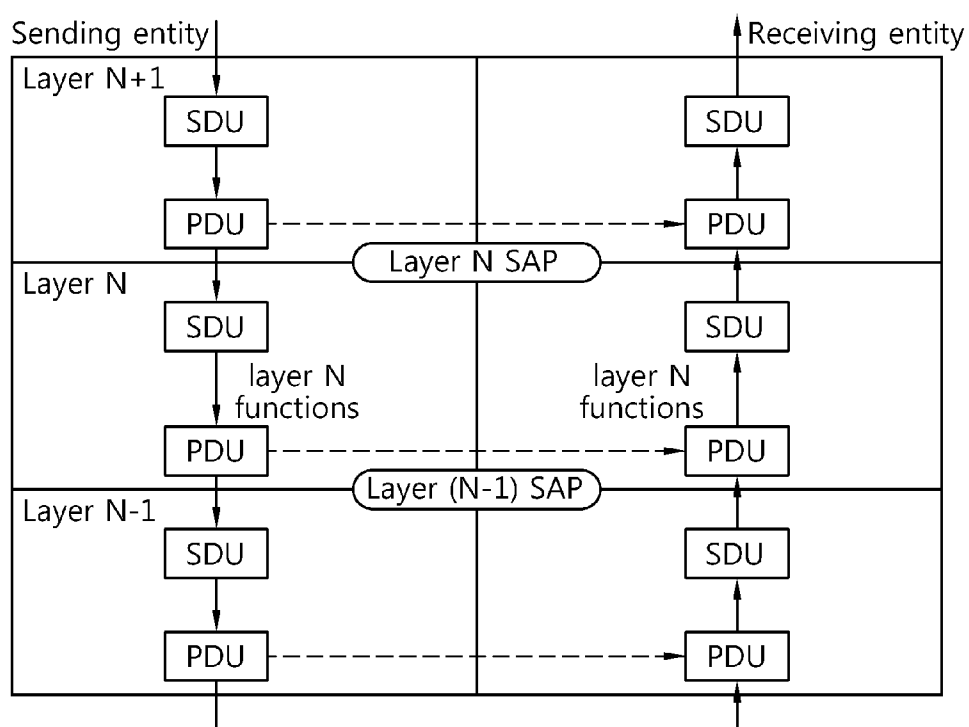 Sending entity
Receiving entity
Layer N+1
SDU
SDU
PDU
PDU
Layer N SAP
Layer N
SDU
SDU
layer N
functions
layer N
functions
PDU
PDU
Layer (N-1) SAP
Layer N-1
SDU
SDU
PDU
PDU